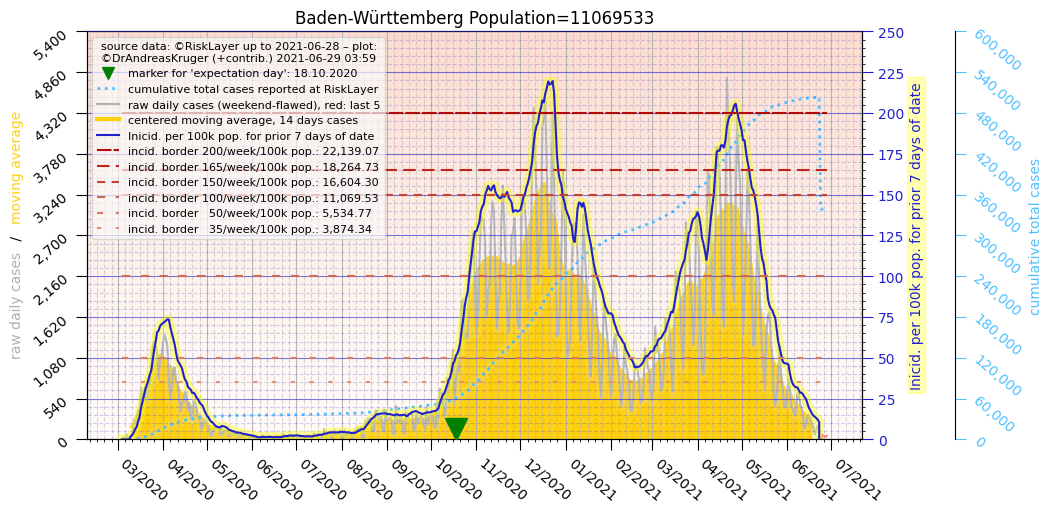 Baden-Württemberg Population=11069533
source data: ©RiskLayer up to 2021-06-28 – plot:
©DrAndreasKruger (+contrib.) 2021-06-29 03:59
marker for 'expectation day': 18.10.2020
cumulative total cases reported at RiskLayer
raw daily cases (weekend-flawed), red: last 5
centered moving average, 14 days cases
Inicid. per 100k pop. for prior 7 days of date
incid. border 200/week/100k pop.: 22,139.07
incid. border 165/week/100k pop.: 18,264.73
incid. border 150/week/100k pop.: 16,604.30
incid. border 100/week/100k pop.: 11,069.53
incid. border   50/week/100k pop.: 5,534.77
incid. border   35/week/100k pop.: 3,874.34
raw daily cases / moving average
5,400
4,860
4,320
3,780
3,240
2,700
2,160
1,620
1,080
540
0
03/2020
04/2020
05/2020
06/2020
07/2020
08/2020
09/2020
10/2020
11/2020
12/2020
01/2021
02/2021
03/2021
04/2021
05/2021
06/2021
07/2021
250
225
200
175
150
125
100
75
50
25
0
Inicid. per 100k pop. for prior 7 days of date
600,000
540,000
480,000
420,000
360,000
300,000
240,000
180,000
120,000
60,000
0
cumulative total cases